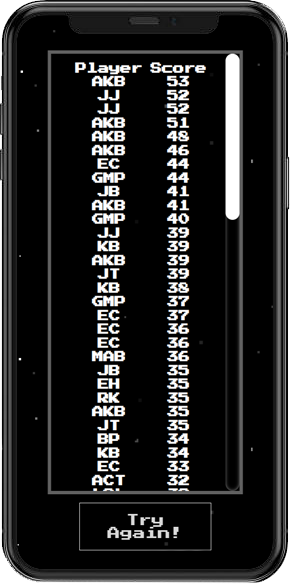 Player Score
AKB 53
JJ 52
JJ 52
AKB 51
AKB 48
AKB 46
EC 44
GMP 44
JB 41
AKB 41
GMP 40
JJ 39
KB 39
AKB 39
JT 39
KB 38
GMP 37
EC 37
EC 36
EC 36
MAB 36
JB 35
EH 35
RK 35
AKB 35
JT 35
BP 34
KB 34
EC 33
ACT 32
Try
Again!